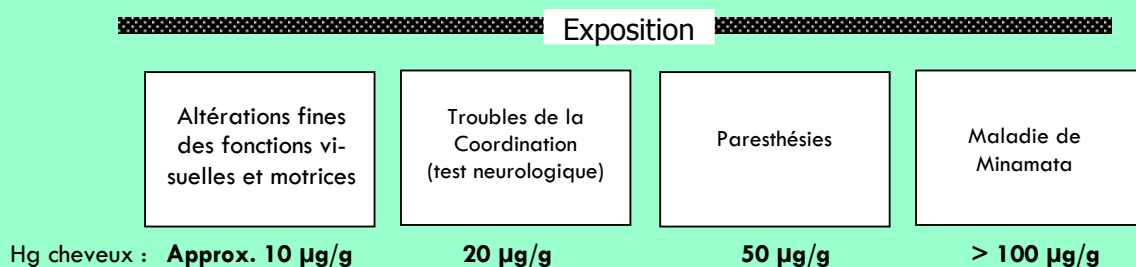 Exposition
Altérations fines
des fonctions vi-
suelles et motrices
Troubles de la
Coordination
(test neurologique)
Paresthésies
Maladie de
Minamata
Hg cheveux : Approx. 10 µg/g 20 µg/g 50 µg/g > 100 µg/g